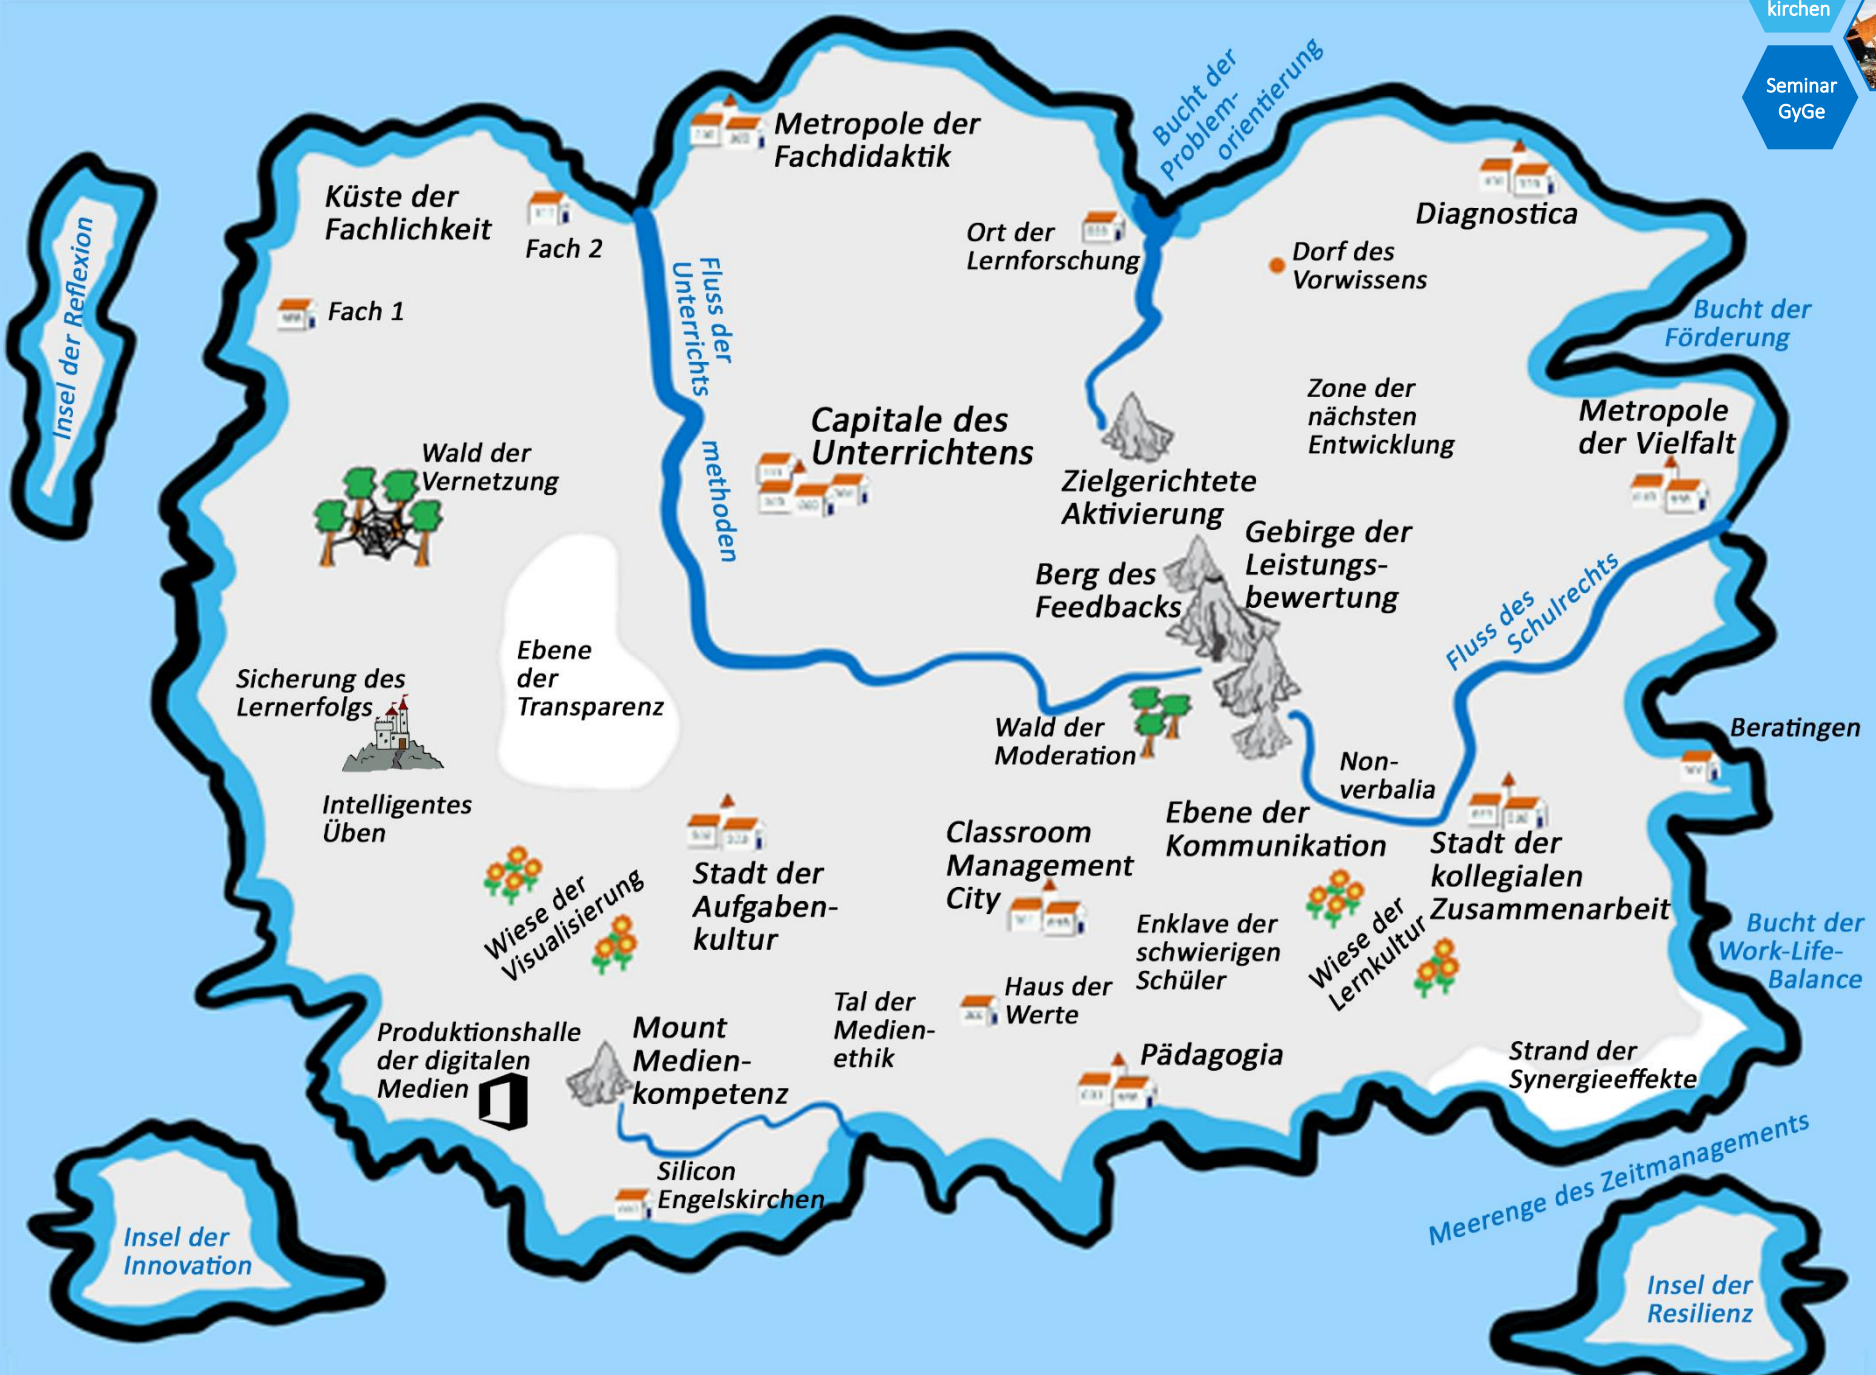 kirchen
Seminar
GyGe
Bucht der
Problem-
orientierung
Metropole der
Fachdidaktik
Küste der
Fachlichkeit
Fach 2
Fach 1
Diagnostica
Ort der
Lernforschung
Dorf des
Vorwissens
Insel der Reflexion
Fluss der
Unterrichts
methoden
Bucht der
Förderung
Zone der
nächsten
Entwicklung
Metropole
der Vielfalt
Capitale des
Unterrichtens
Wald der
Vernetzung
Zielgerichtete
Aktivierung
Gebirge der
Leistungs-
bewertung
Berg des
Feedbacks
Fluss des
Schulrechts
Ebene
der
Transparenz
Sicherung des
Lernerfolgs
Wald der
Moderation
Beratingen
Non-
verbalia
Intelligentes
Üben
Ebene der
Kommunikation
Classroom
Management
City
Stadt der
kollegialen
Zusammenarbeit
Stadt der
Aufgaben-
kultur
Wiese der
Visualisierung
Enklave der
schwierigen
Schüler
Wiese der
Lernkultur
Bucht der
Work-Life-
Balance
Haus der
Werte
Tal der
Medien-
ethik
Produktionshalle
der digitalen
Medien
Mount
Medien-
kompetenz
Pädagogia
Strand der
Synergieeffekte
Silicon
Engelskirchen
Meerenge des Zeitmanagements
Insel der
Innovation
Insel der
Resilienz